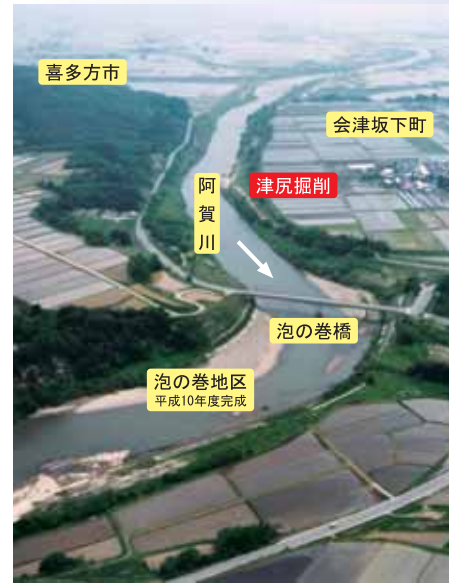 喜多方市
会津坂下町
阿賀川
津尻掘削
泡の巻橋
泡の巻地区
平成10年度完成